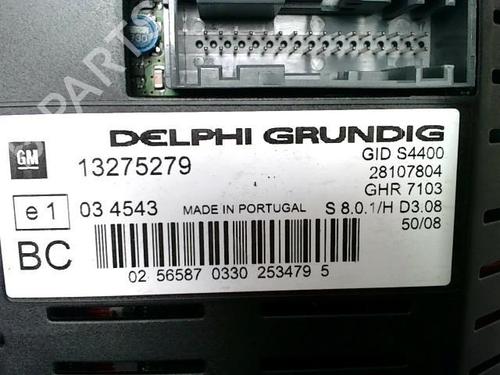 DELPHI GRUNDIG
GM
13275279
GID S4400
28107804
GHR 7103
e 1
03 4543
MADE IN PORTUGAL
S 8.0.1/H D3.08
50/08
BC
02 56587 0330 253479 5
PARTS